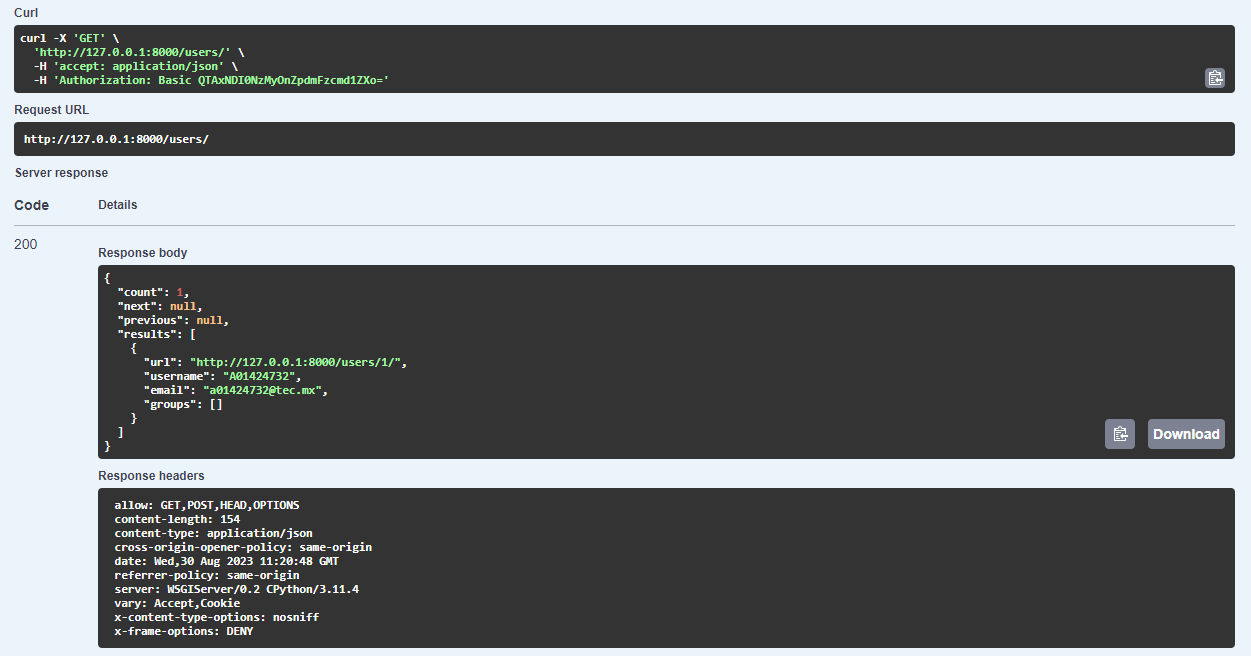 Curl
curl -X 'GET' \
  'http://127.0.0.1:8000/users/' \
  -H 'accept: application/json' \
  -H 'Authorization: Basic QTAxNDI0NzMyOnZpdmFzcmd1ZXo='
Request URL
http://127.0.0.1:8000/users/
Server response
Code Details
200
Response body
{
  "count": 1,
  "next": null,
  "previous": null,
  "results": [
    {
      "url": "http://127.0.0.1:8000/users/1/",
      "username": "A01424732",
      "email": "a01424732@tec.mx",
      "groups": []
    }
  ]
}
Download
Response headers
allow: GET,POST,HEAD,OPTIONS
content-length: 154
content-type: application/json
cross-origin-opener-policy: same-origin
date: Wed,30 Aug 2023 11:20:48 GMT
referrer-policy: same-origin
server: WSGIServer/0.2 CPython/3.11.4
vary: Accept,Cookie
x-content-type-options: nosniff
x-frame-options: DENY